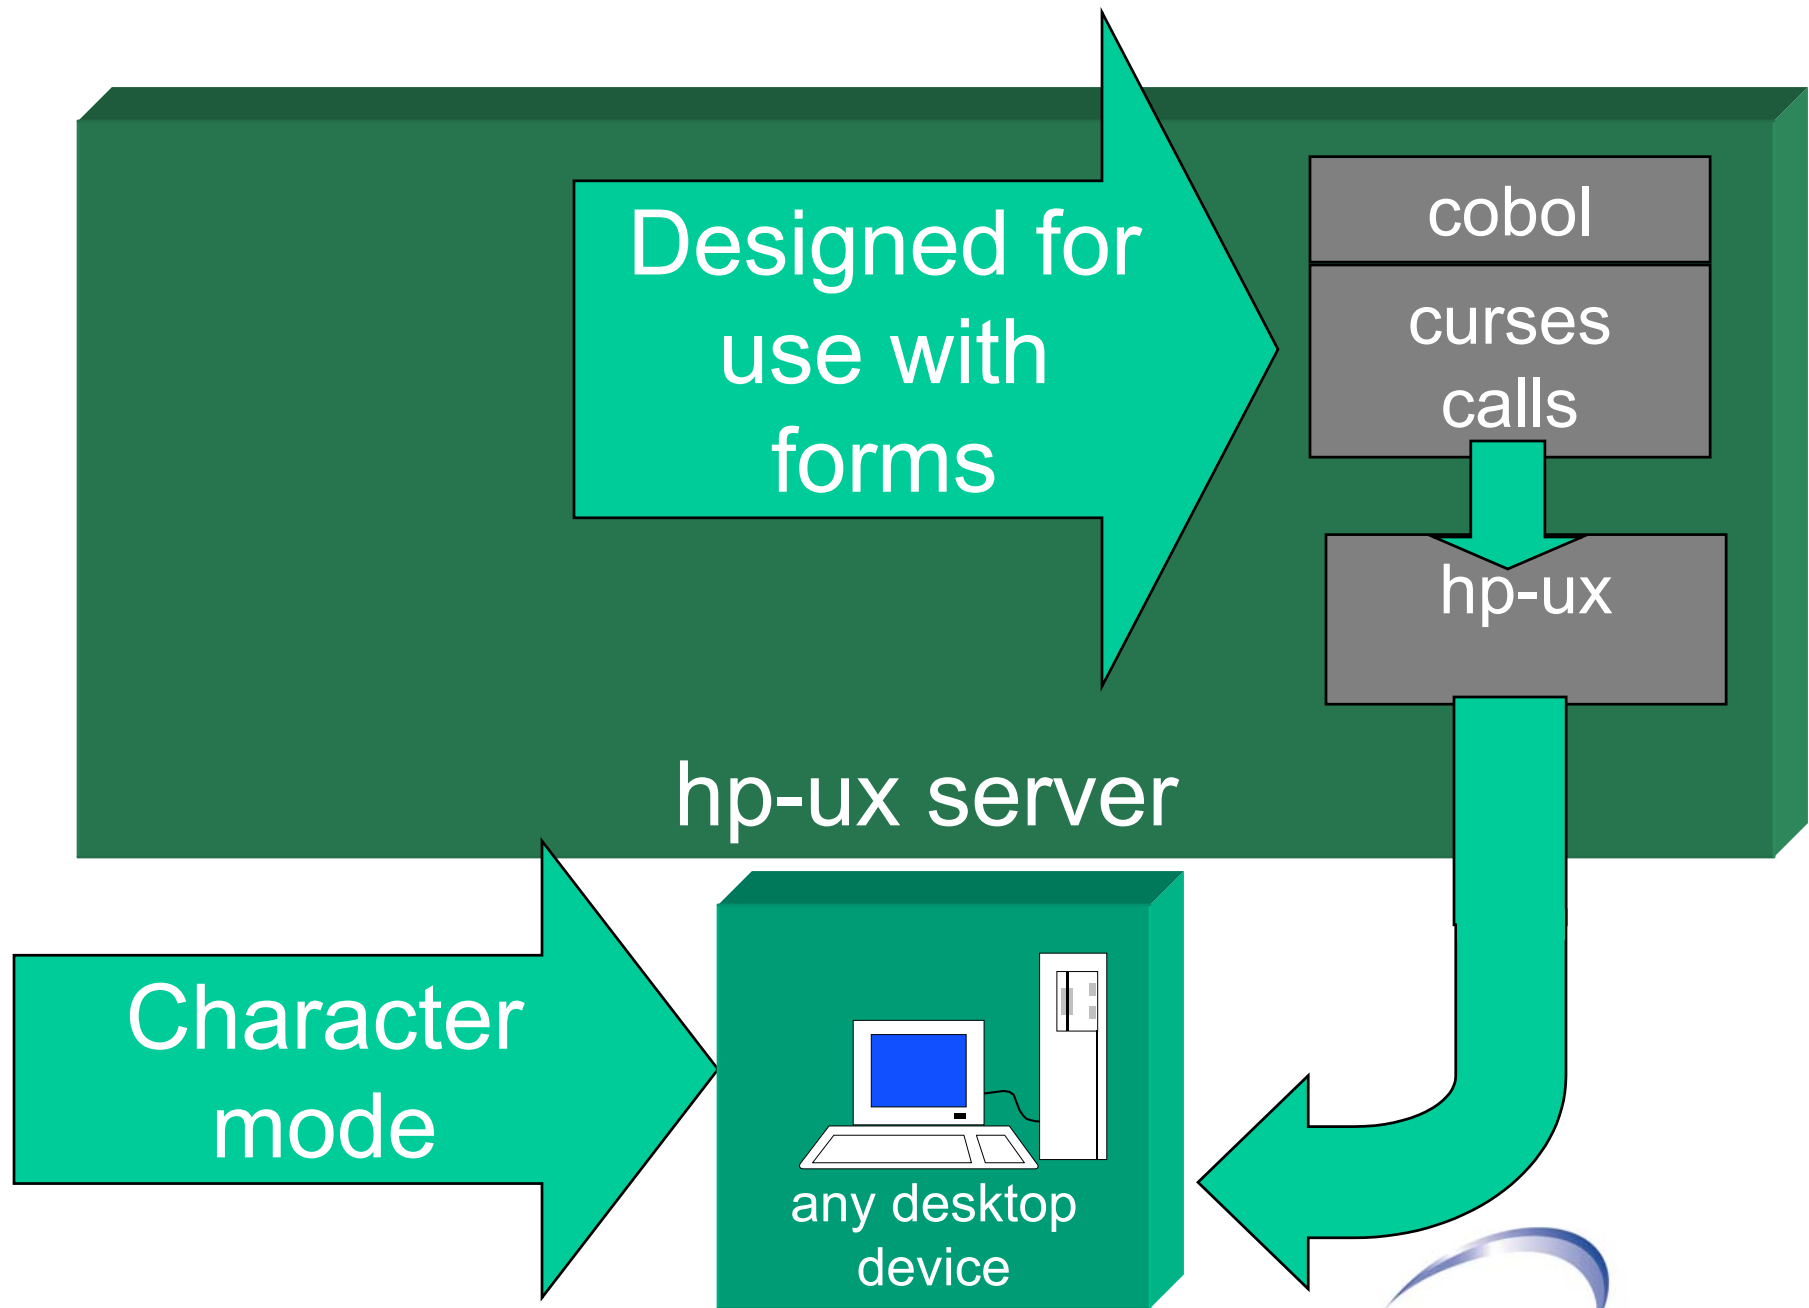 Designed for
use with
forms
cobol
curses
calls
hp-ux
hp-ux server
Character
mode
any desktop
device